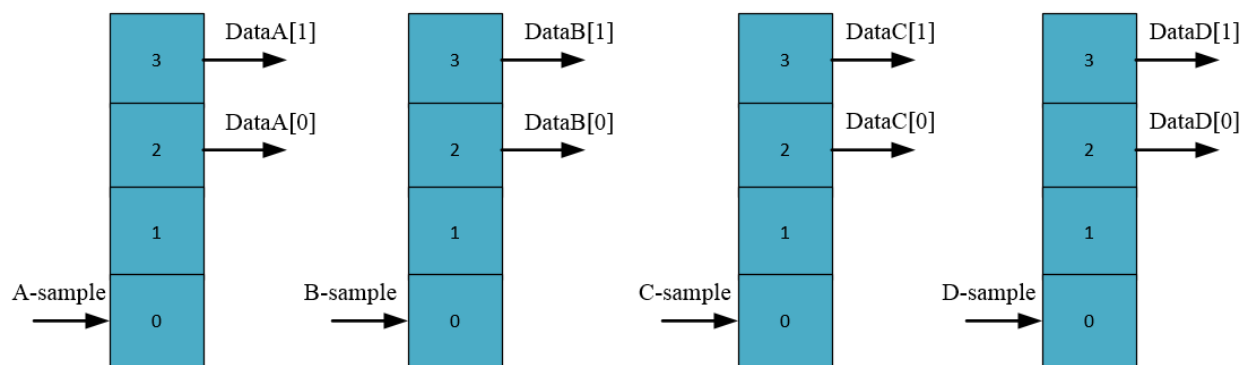 DataA[1] DataB[1] DataC[1] DataD[1]
3 3 3 3
DataA[0] DataB[0] DataC[0] DataD[0]
2 2 2 2
1 1 1 1
A-sample B-sample C-sample D-sample
0 0 0 0